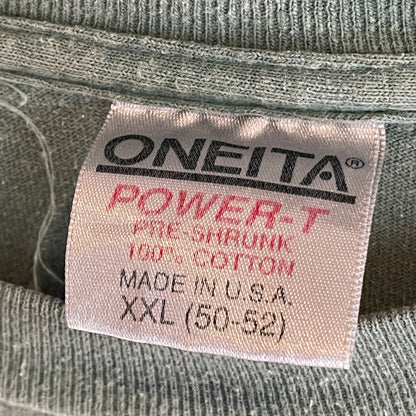 ONEITA®
POWER-T
PRE-SHRUNK
100% COTTON
MADE IN U.S.A.
XXL (50-52)